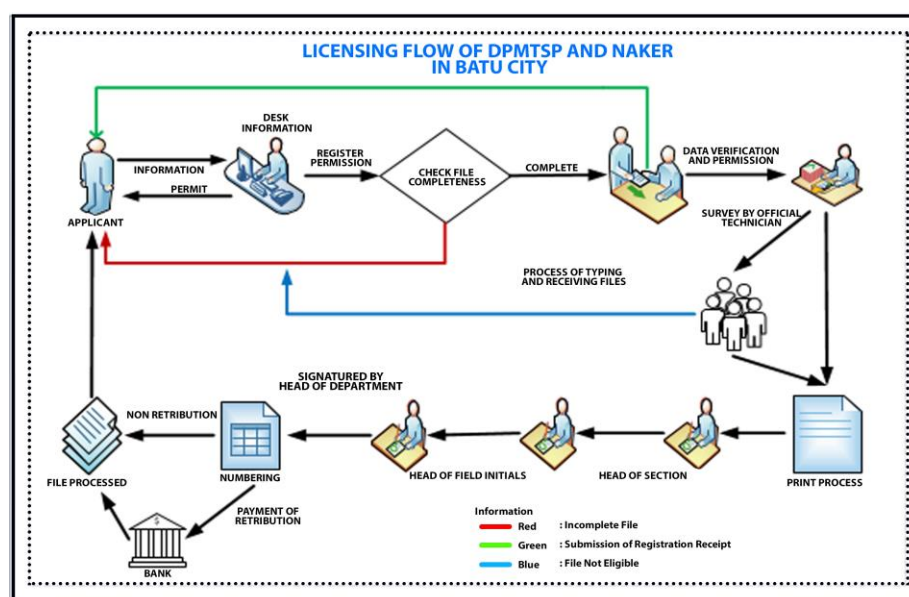 LICENSING FLOW OF DPMTSP AND NAKER
IN BATU CITY
DESK
INFORMATION
INFORMATION
PERMIT
APPLICANT
REGISTER
PERMISSION
CHECK FILE
COMPLETENESS
COMPLETE
DATA VERIFICATION
AND PERMISSION
SURVEY BY OFFICIAL
TECHNICIAN
PROCESS OF TYPING
AND RECEIVING FILES
SIGNATURED BY
HEAD OF DEPARTMENT
NON RETRIBUTION
FILE PROCESSED
NUMBERING
HEAD OF FIELD INITIALS
HEAD OF SECTION
PRINT PROCESS
PAYMENT OF
RETRIBUTION
$
BANK
Information
Red : Incomplete File
Green : Submission of Registration Receipt
Blue : File Not Eligible